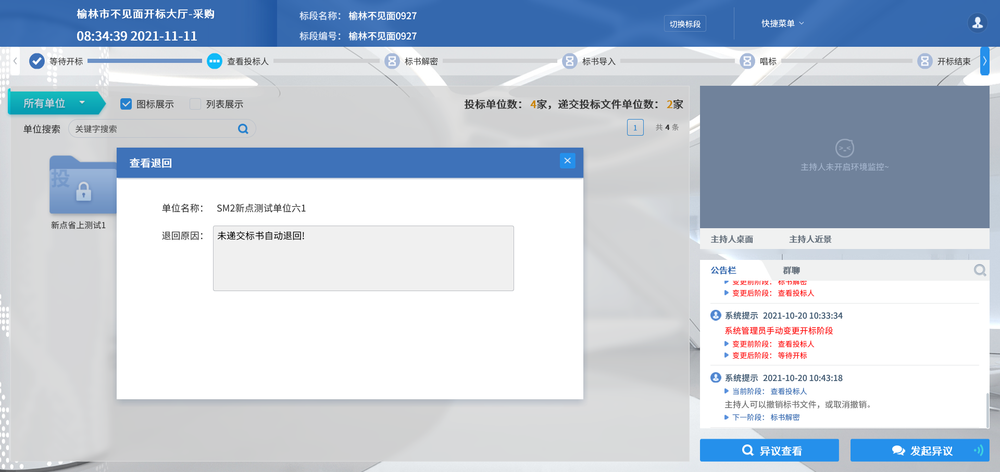 榆林市不见面开标大厅-采购
08:34:39 2021-11-11
标段名称： 榆林不见面0927
标段编号： 榆林不见面0927
切换标段
快捷菜单
等待开标
查看投标人
标书解密
标书导入
唱标
开标结束
所有单位
图标展示
列表展示
投标单位数： 4家，递交投标文件单位数： 2家
单位搜索
关键字搜索
1
共 4 条
投
新点省上测试1
查看退回
单位名称： SM2新点测试单位六1
退回原因： 未递交标书自动退回!
主持人未开启环境监控~
主持人桌面
主持人近景
公告栏
群聊
变更前阶段： 标书解密
变更后阶段： 查看投标人
系统提示 2021-10-20 10:33:34
系统管理员手动变更开标阶段
变更前阶段： 查看投标人
变更后阶段： 等待开标
系统提示 2021-10-20 10:43:18
当前阶段： 查看投标人
主持人可以撤销标书文件，或取消撤销。
下一阶段： 标书解密
异议查看
发起异议